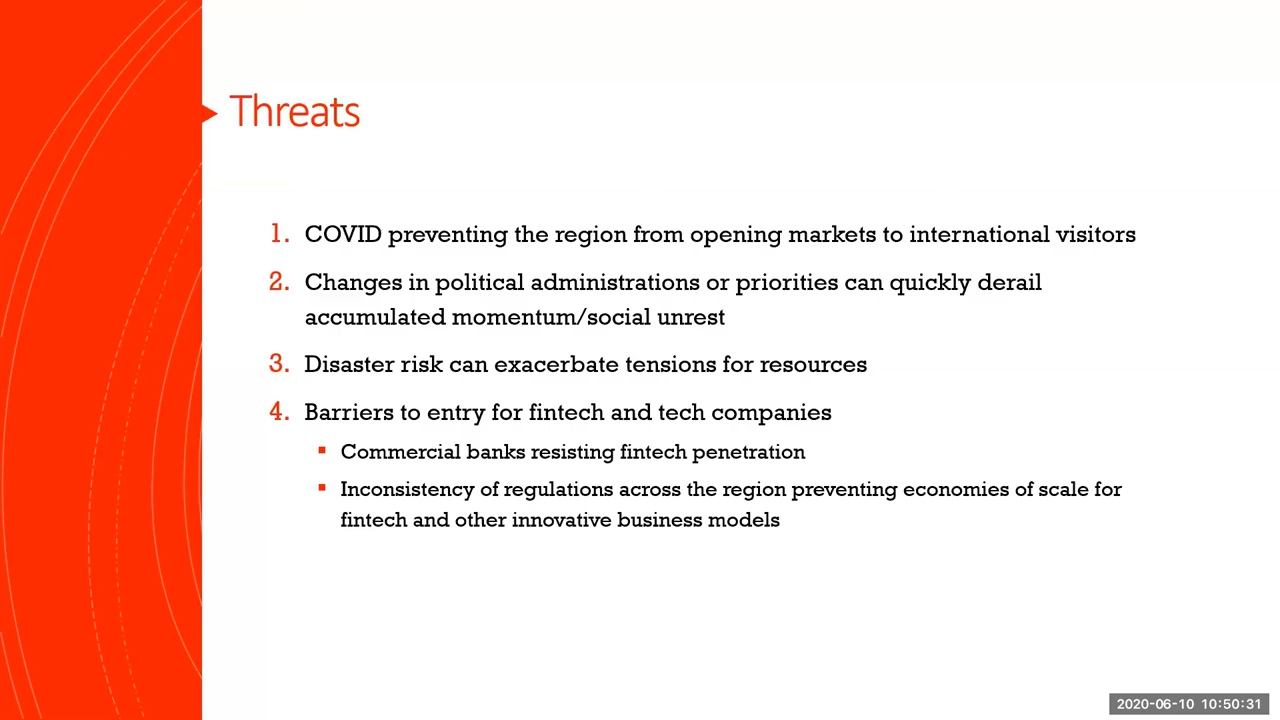 Threats
1. COVID preventing the region from opening markets to international visitors
2. Changes in political administrations or priorities can quickly derail
accumulated momentum/social unrest
3. Disaster risk can exacerbate tensions for resources
4. Barriers to entry for fintech and tech companies
▪ Commercial banks resisting fintech penetration
▪ Inconsistency of regulations across the region preventing economies of scale for
fintech and other innovative business models
2020-06-10 10:50:31